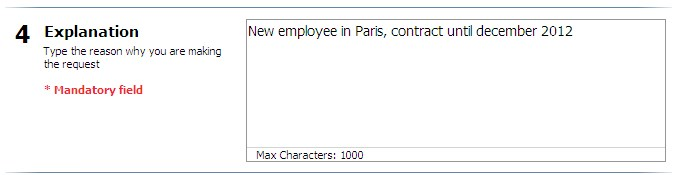 4 Explanation
Type the reason why you are making
the request
* Mandatory field
New employee in Paris, contract until december 2012
Max Characters: 1000